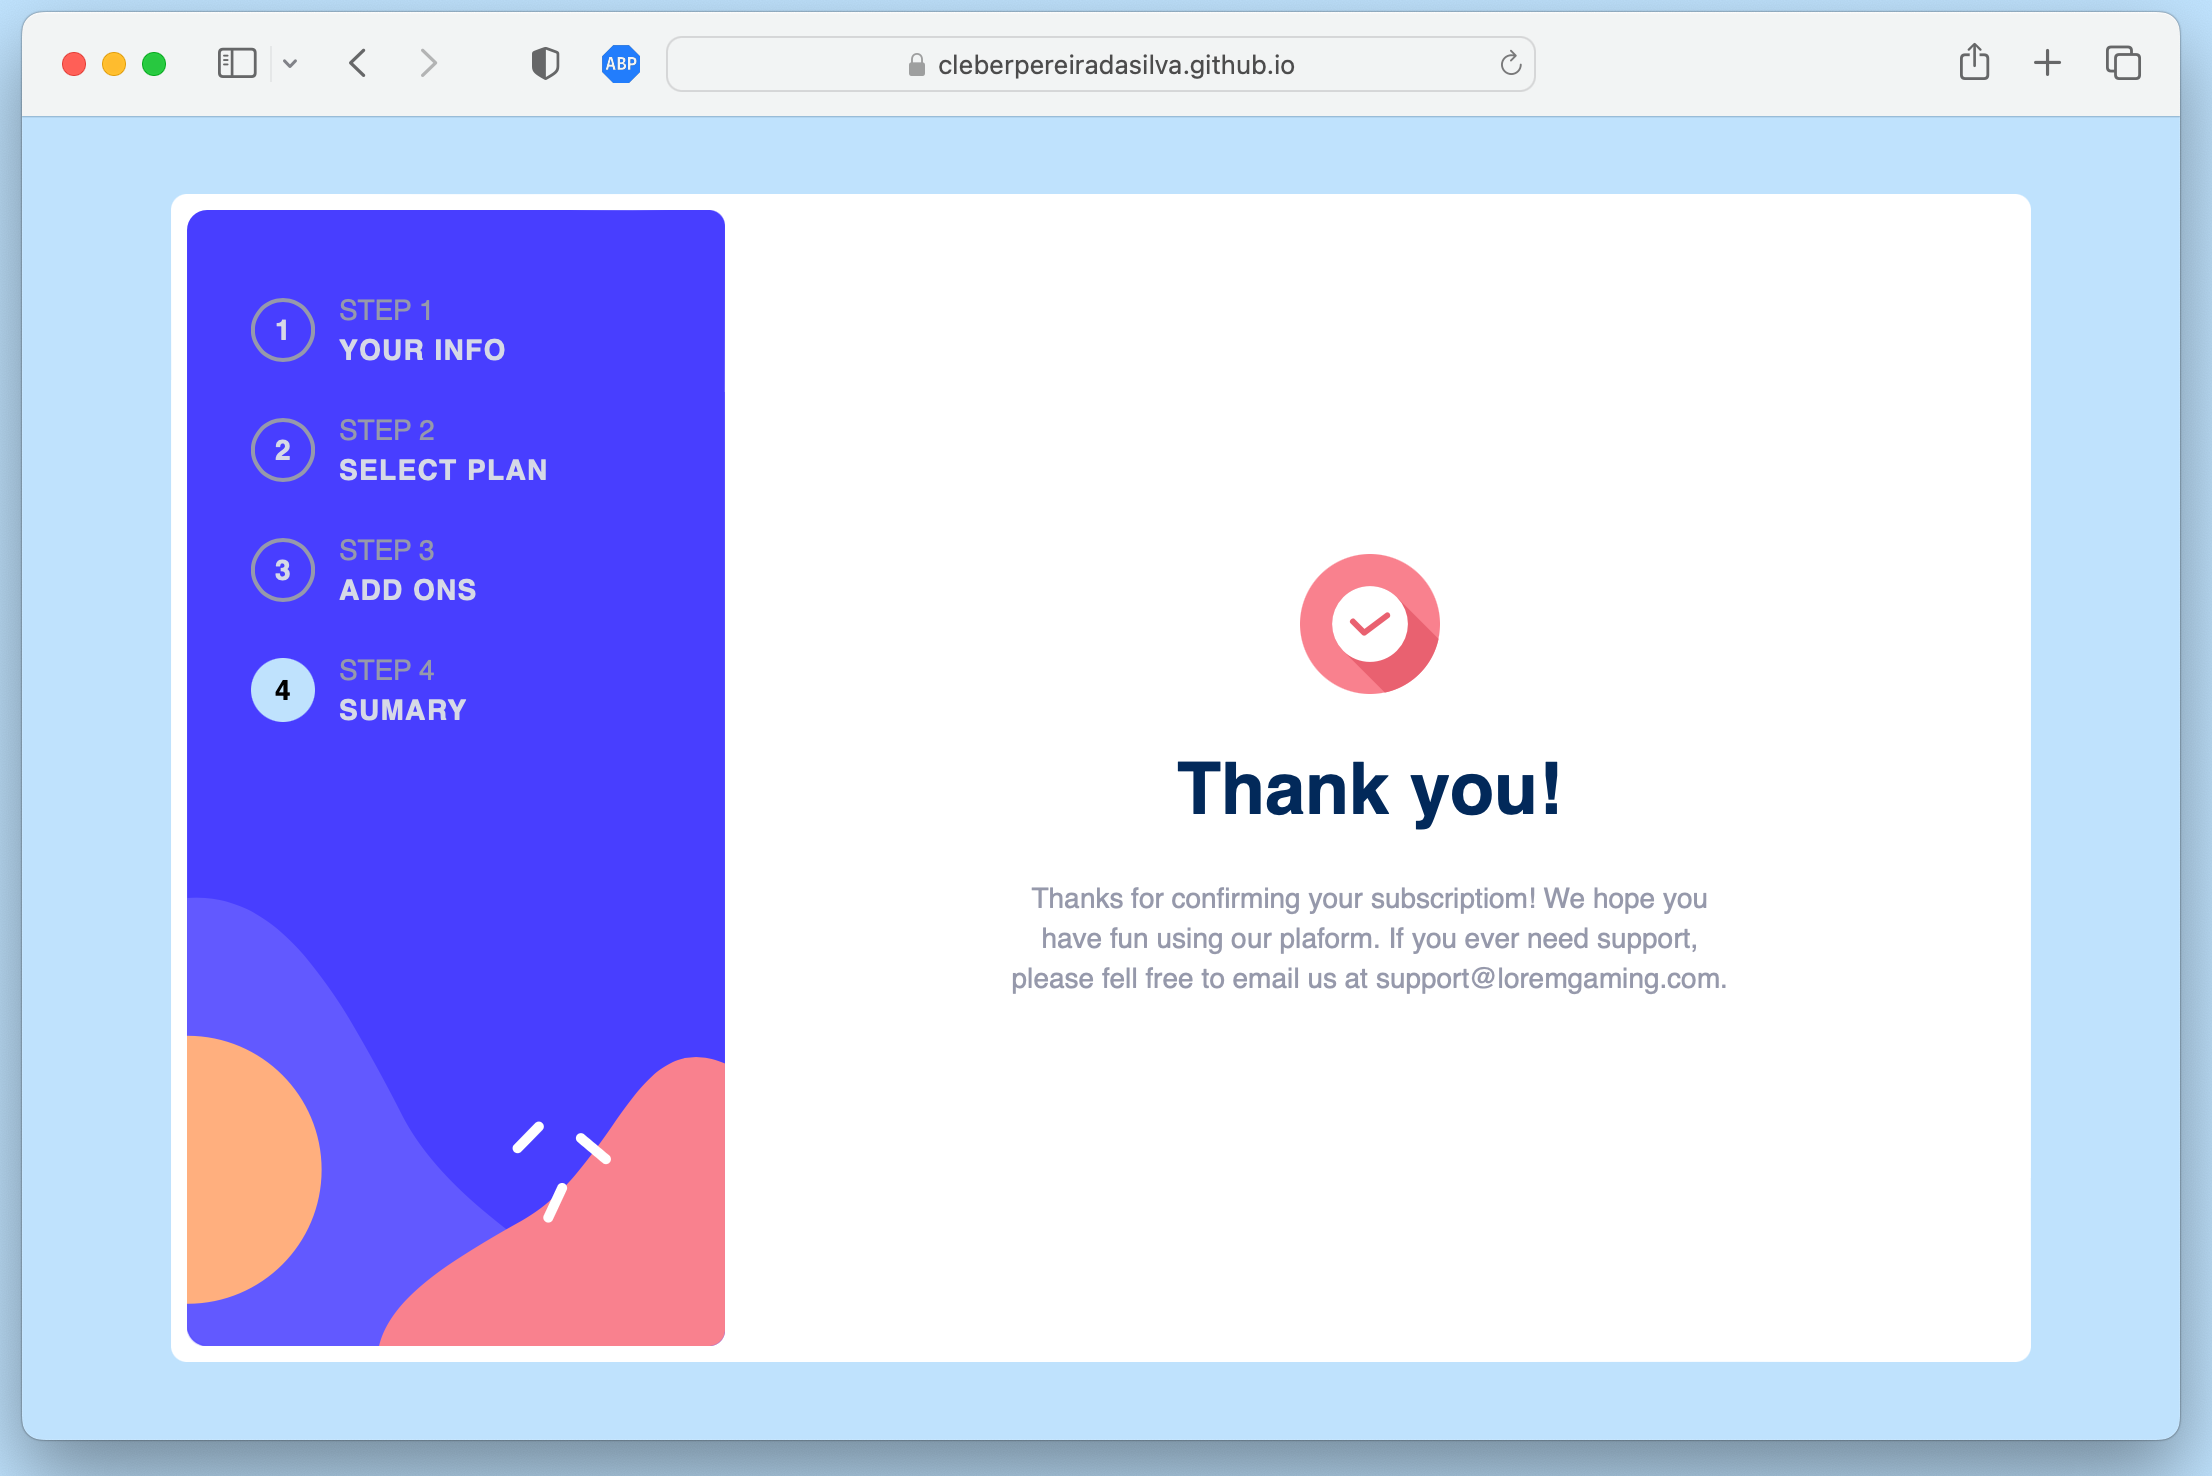 ABP
cleberpereiradasilva.github.io
1
STEP 1
YOUR INFO
2
STEP 2
SELECT PLAN
3
STEP 3
ADD ONS
4
STEP 4
SUMARY
Thank you!
Thanks for confirming your subscriptiom! We hope you
have fun using our plaform. If you ever need support,
please fell free to email us at support@loremgaming.com.